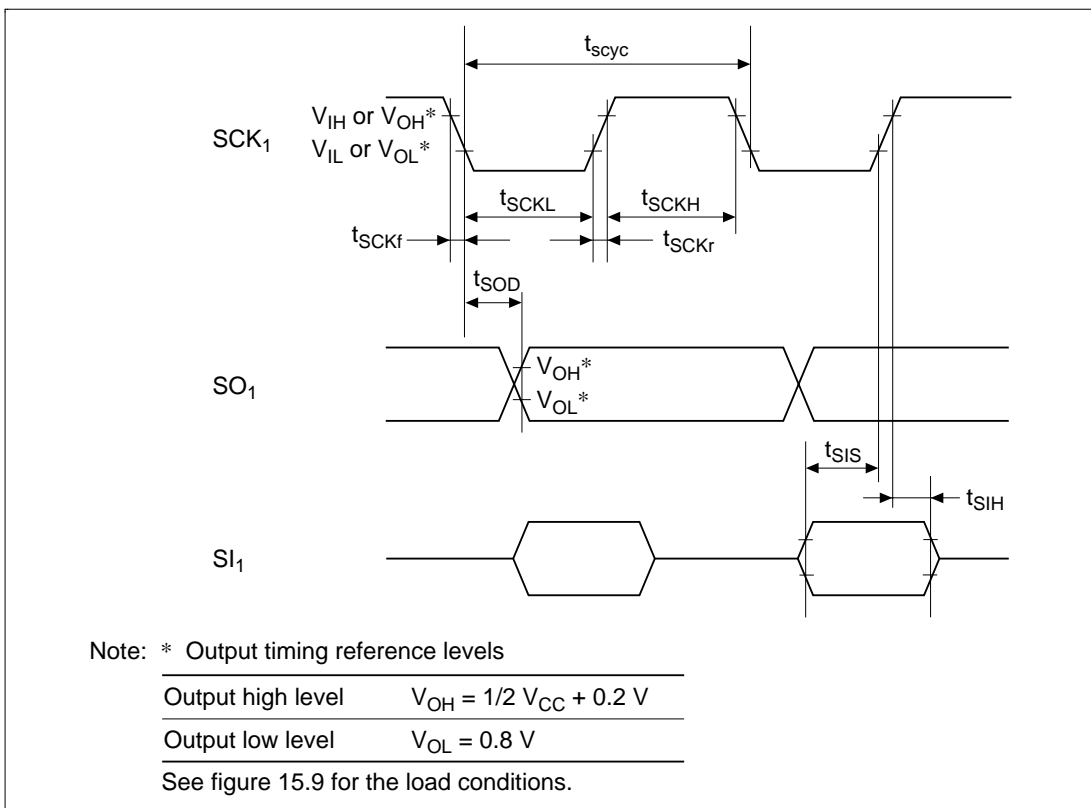 tscyc
VIH or VOH*
SCK1
VIL or VOL*
tSCKL
tSCKH
tSCKf
tSCKr
tSOD
VOH*
SO1
VOL*
tSIS
tSIH
SI1
Note: * Output timing reference levels
Output high level VOH = 1/2 VCC + 0.2 V
Output low level VOL = 0.8 V
See figure 15.9 for the load conditions.